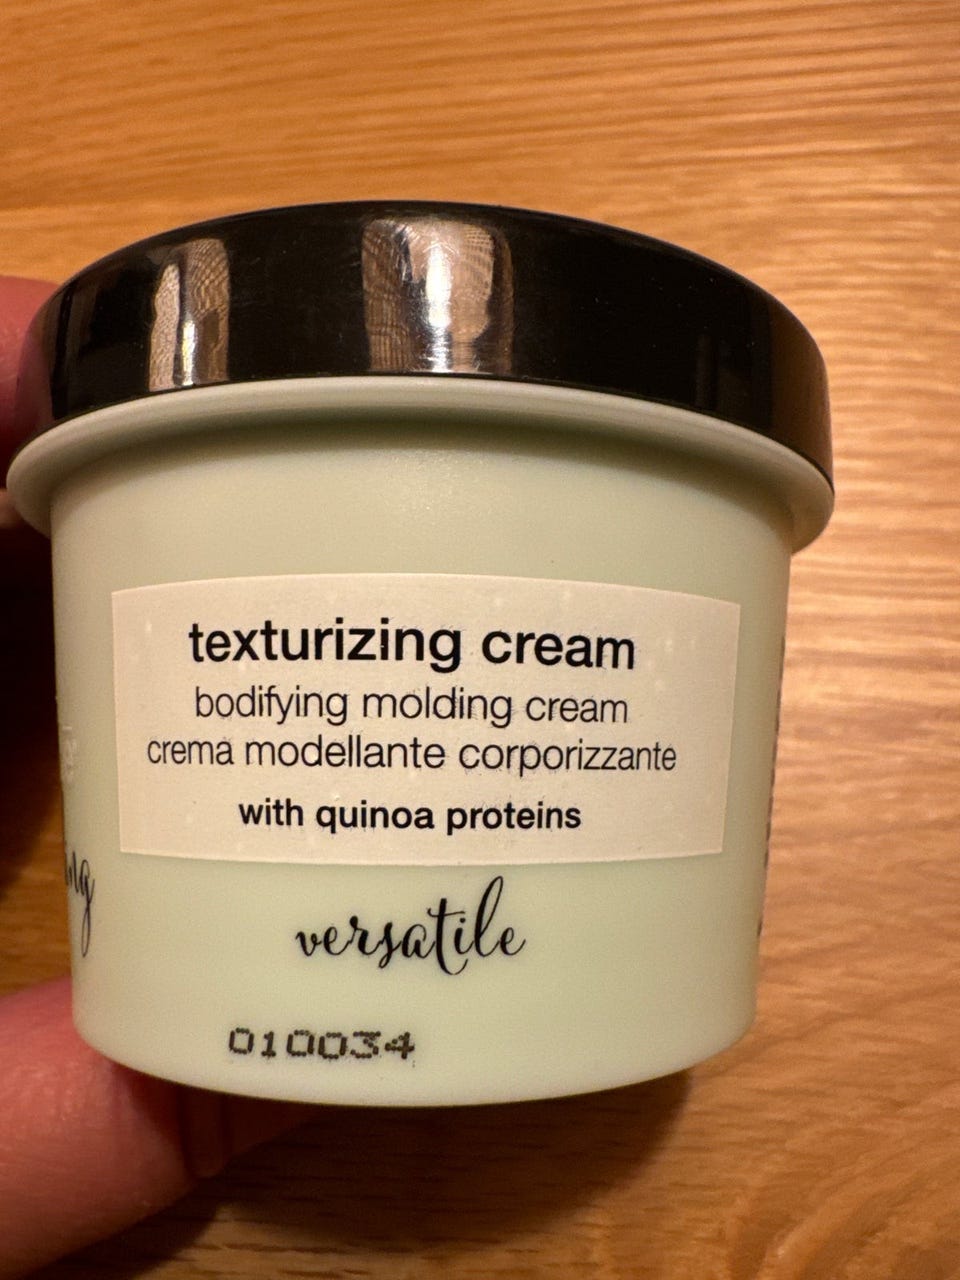 texturizing cream
bodifying molding cream
crema modellante corporizzante
with quinoa proteins
versatile
010034